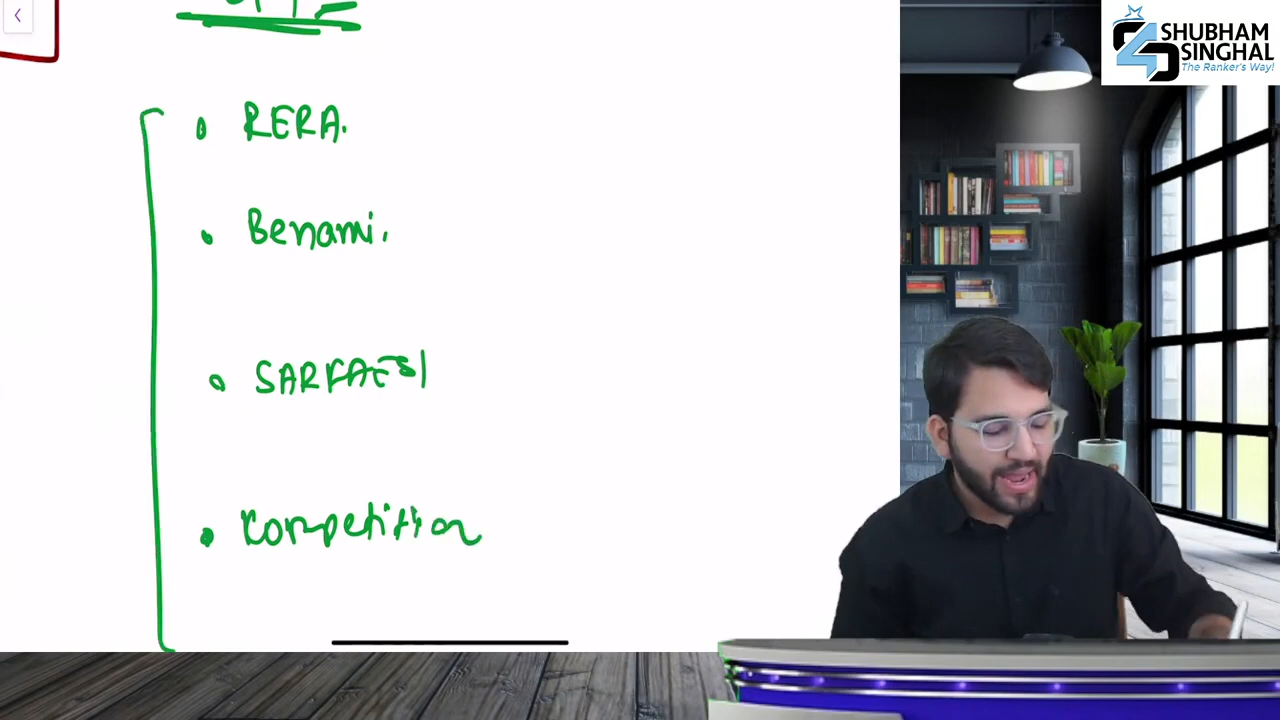 RERA.
Benami.
SARFAESI
Competition
SHUBHAM
SINGHAL
The Ranker's Way!